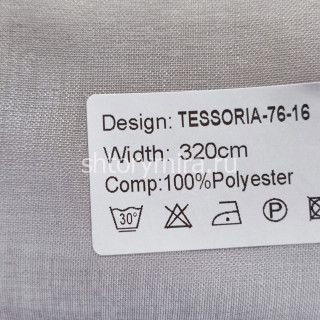 Design: TESSORIA-76-16
Width: 320cm
shtorymira.ru
Comp:100%Polyester
30°
P